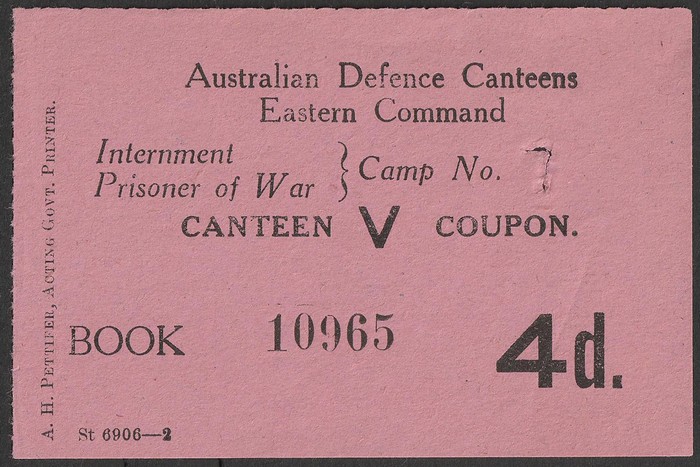 Australian Defence Canteens
Eastern Command
Internment
Prisoner of War } Camp No. 7
CANTEEN V COUPON.
BOOK 10965 4d.
St 6906—2
A. H. PETTIFER, ACTING GOVT. PRINTER.